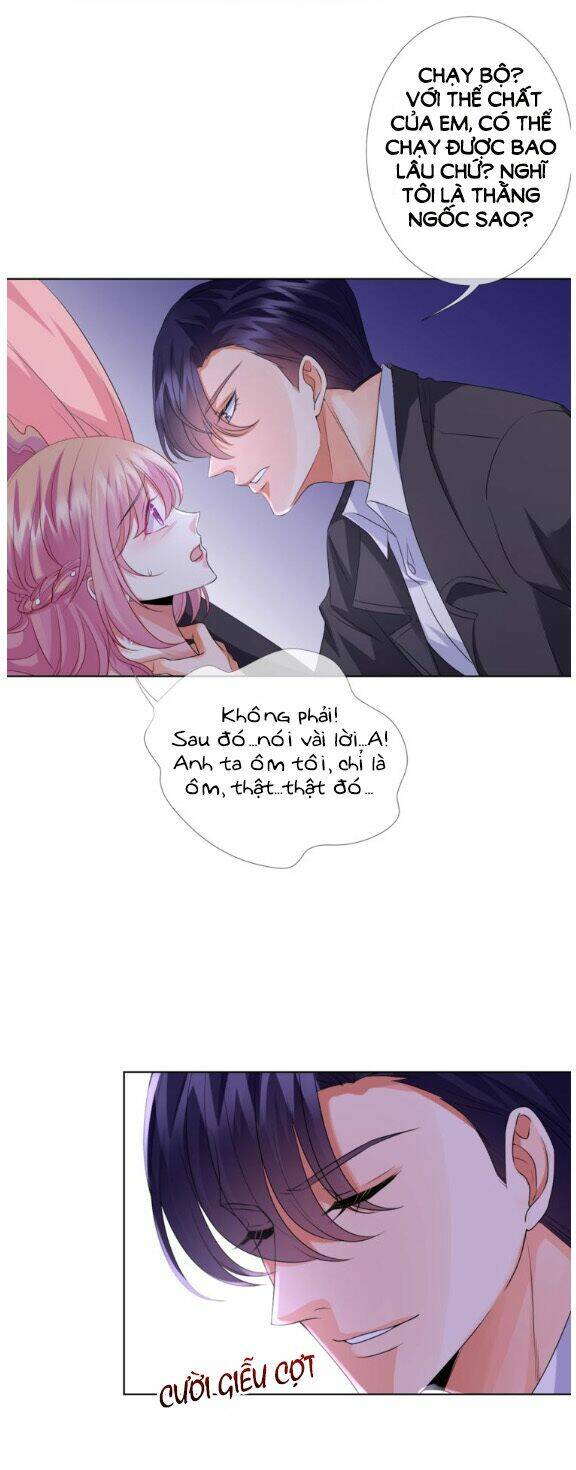 CHẠY BỘ?
VỚI THỂ CHẤT
CỦA EM, CÓ THỂ
CHẠY ĐƯỢC BAO
LÂU CHỨ? NGHĨ
TÔI LÀ THẰNG
NGỐC SAO?
Không phải!
Sau đó...nói vài lời...A!
Anh ta ôm tôi, chỉ là
ôm, thật...thật đó...
CƯỜI GIỄU CỢT